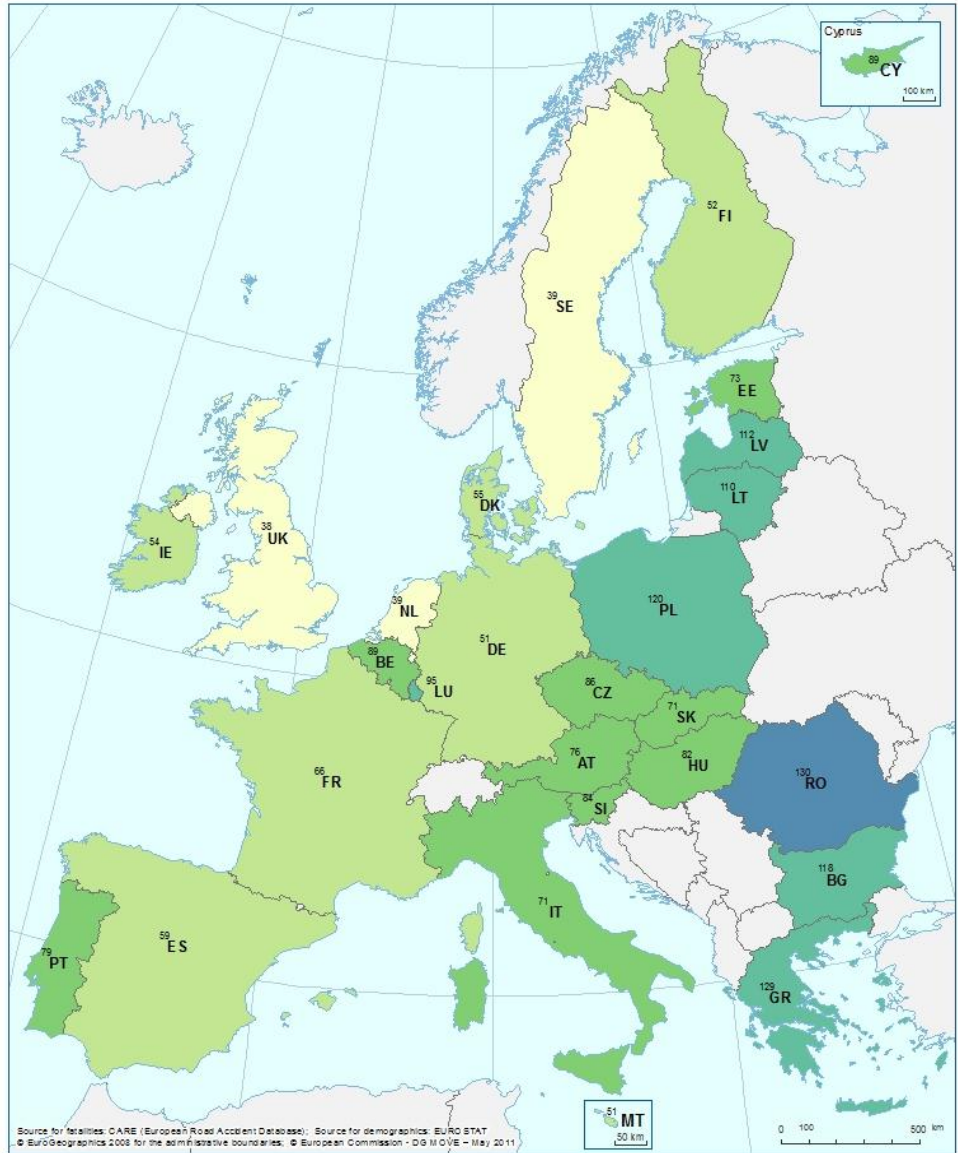 Cyprus
89 CY
100 km
52 FI
39 SE
73 EE
112 LV
110 LT
55 DK
54 IE
38 UK
39 NL
120 PL
51 DE
89 BE
95 LU
86 CZ
71 SK
76 AT
82 HU
66 FR
130 RO
84 SI
118 BG
71 IT
59 ES
79 PT
129 GR
51 MT
50 km
0 100 500 km
Source for fatalities: CARE (European Road Accident Database); Source for demographics: EUROSTAT
© EuroGeographics 2008 for the administrative boundaries; © European Commission - DG MOVE – May 2011